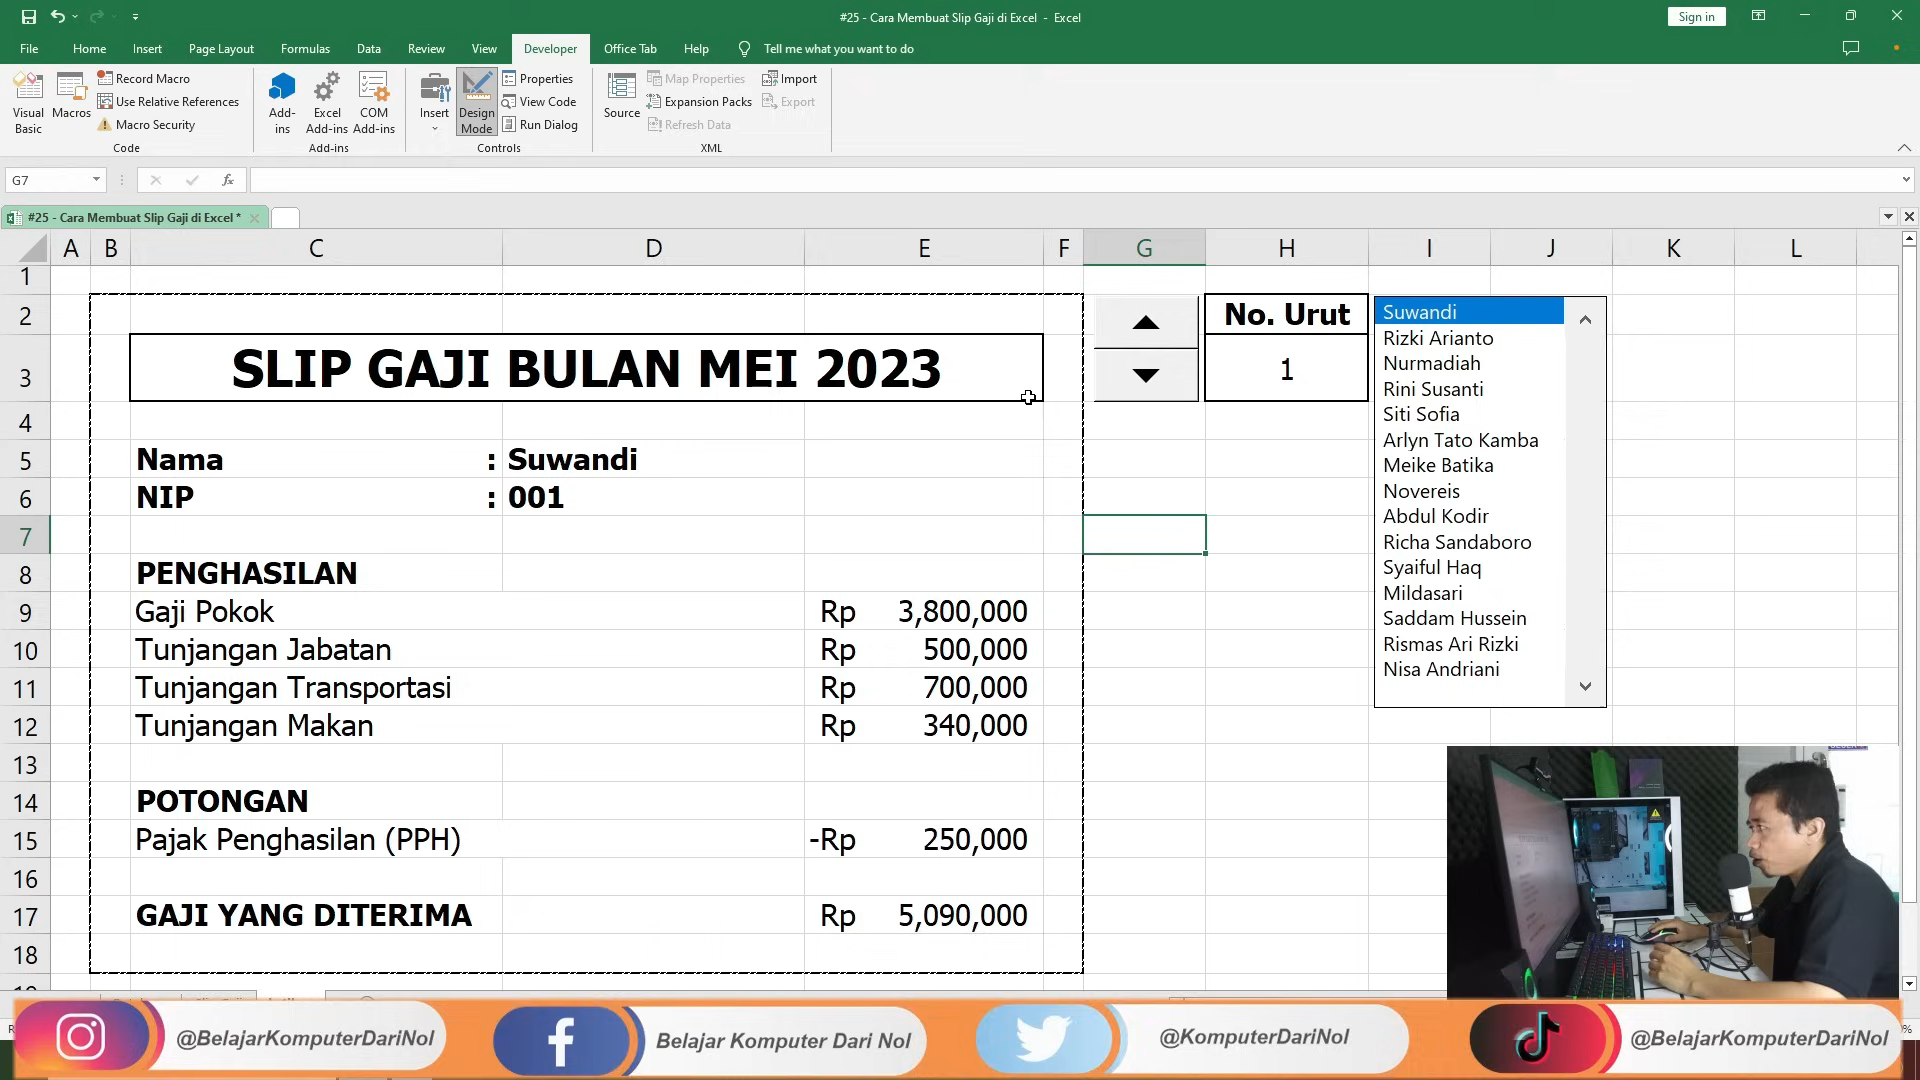 #25 - Cara Membuat Slip Gaji di Excel - Excel
Sign in
File Home Insert Page Layout Formulas Data Review View Developer Office Tab Help Tell me what you want to do
Visual Basic
Macros
Record Macro
Use Relative References
Macro Security
Code
Add-ins
Excel Add-ins
COM Add-ins
Add-ins
Insert
Design Mode
Properties
View Code
Run Dialog
Controls
Source
Map Properties
Expansion Packs
Refresh Data
Import
Export
XML
G7
fx
#25 - Cara Membuat Slip Gaji di Excel *
A B C D E F G H I J K L
1
2 No. Urut
3 SLIP GAJI BULAN MEI 2023 1
4
5 Nama : Suwandi
6 NIP : 001
7
8 PENGHASILAN
9 Gaji Pokok Rp 3,800,000
10 Tunjangan Jabatan Rp 500,000
11 Tunjangan Transportasi Rp 700,000
12 Tunjangan Makan Rp 340,000
13
14 POTONGAN
15 Pajak Penghasilan (PPH) -Rp 250,000
16
17 GAJI YANG DITERIMA Rp 5,090,000
18
Suwandi
Rizki Arianto
Nurmadiah
Rini Susanti
Siti Sofia
Arlyn Tato Kamba
Meike Batika
Novereis
Abdul Kodir
Richa Sandaboro
Syaiful Haq
Mildasari
Saddam Hussein
Rismas Ari Rizki
Nisa Andriani
@BelajarKomputerDariNol
Belajar Komputer Dari Nol
@KomputerDariNol
@BelajarKomputerDariNol